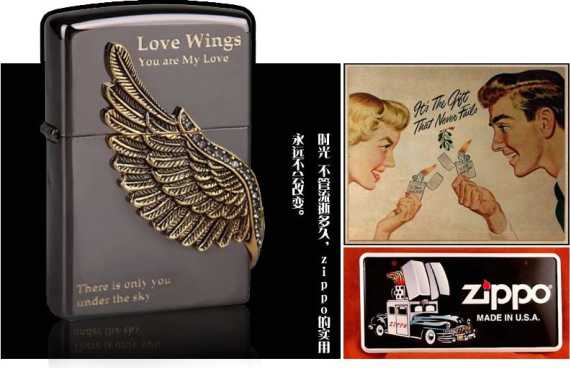 Love Wings
You are My Love
There is only you
under the sky
时光 不管流逝多久，zippo的实用
永远不会改变。
It's The Gift
That Never Fails
ZIPPO
zippo
MADE IN U.S.A.